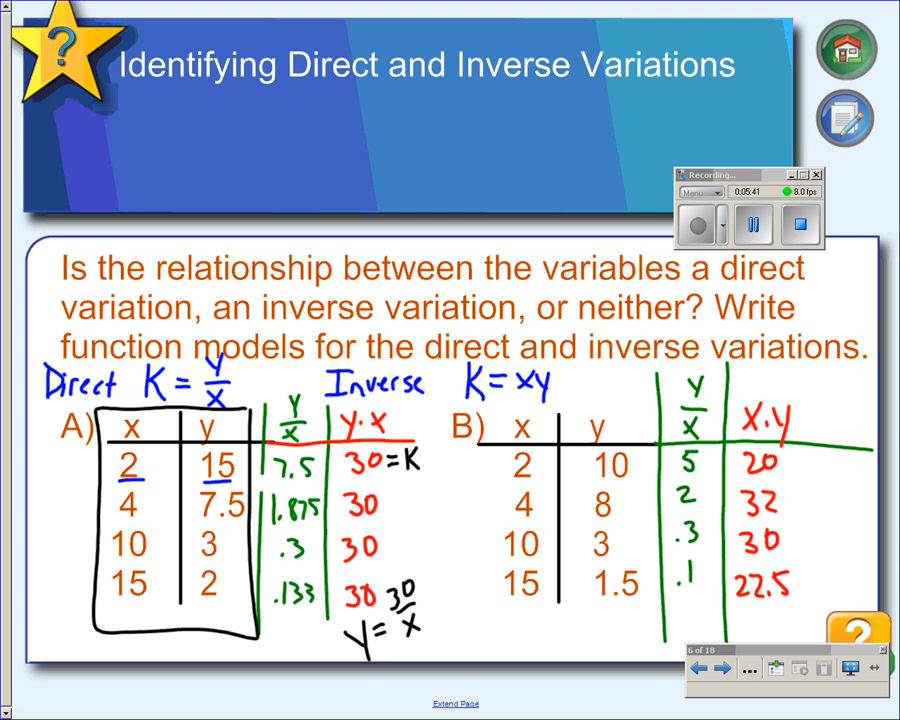 ?
Identifying Direct and Inverse Variations
Recording...
Menu 0:05:41 8.0 fps
Is the relationship between the variables a direct
variation, an inverse variation, or neither? Write
function models for the direct and inverse variations.
Direct K = Y/X Inverse K = xy
A) x y Y/X Y·X
2 15 7.5 30 = K
4 7.5 1.875 30
10 3 .3 30
15 2 .133 30
Y = 30/X
B) x y Y/X X·Y
2 10 5 20
4 8 2 32
10 3 .3 30
15 1.5 .1 22.5
?
6 of 18
...
Extend Page